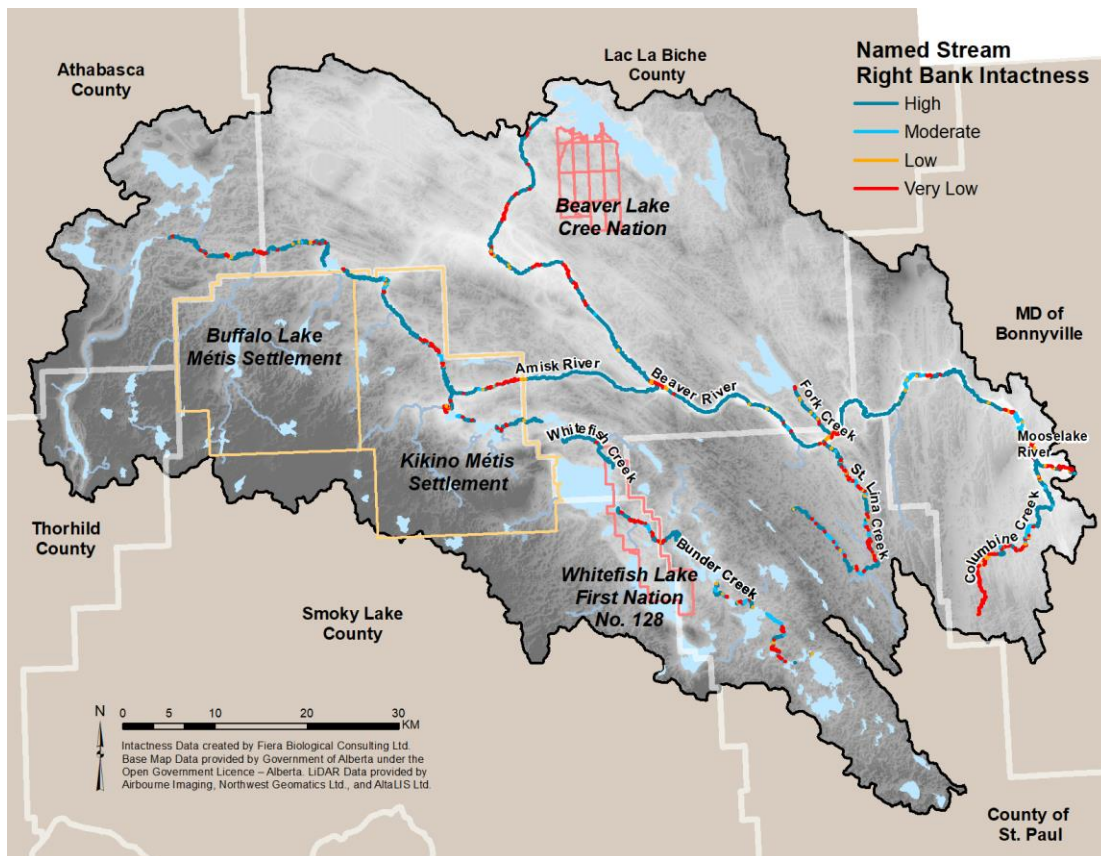 Named Stream
Right Bank Intactness
High
Moderate
Low
Very Low
Athabasca
County
Lac La Biche
County
Beaver Lake
Cree Nation
MD of
Bonnyville
Buffalo Lake
Métis Settlement
Amisk River
Beaver River
Fork Creek
Mooselake
River
Whitefish
Creek
St. Lina Creek
Columbine Creek
Kikino Métis
Settlement
Thorhild
County
Bunder Creek
Whitefish Lake
First Nation
No. 128
Smoky Lake
County
N
0 5 10 20 30
KM
Intactness Data created by Fiera Biological Consulting Ltd.
Base Map Data provided by Government of Alberta under the
Open Government Licence – Alberta. LiDAR Data provided by
Airbourne Imaging, Northwest Geomatics Ltd., and AltaLIS Ltd.
County of
St. Paul